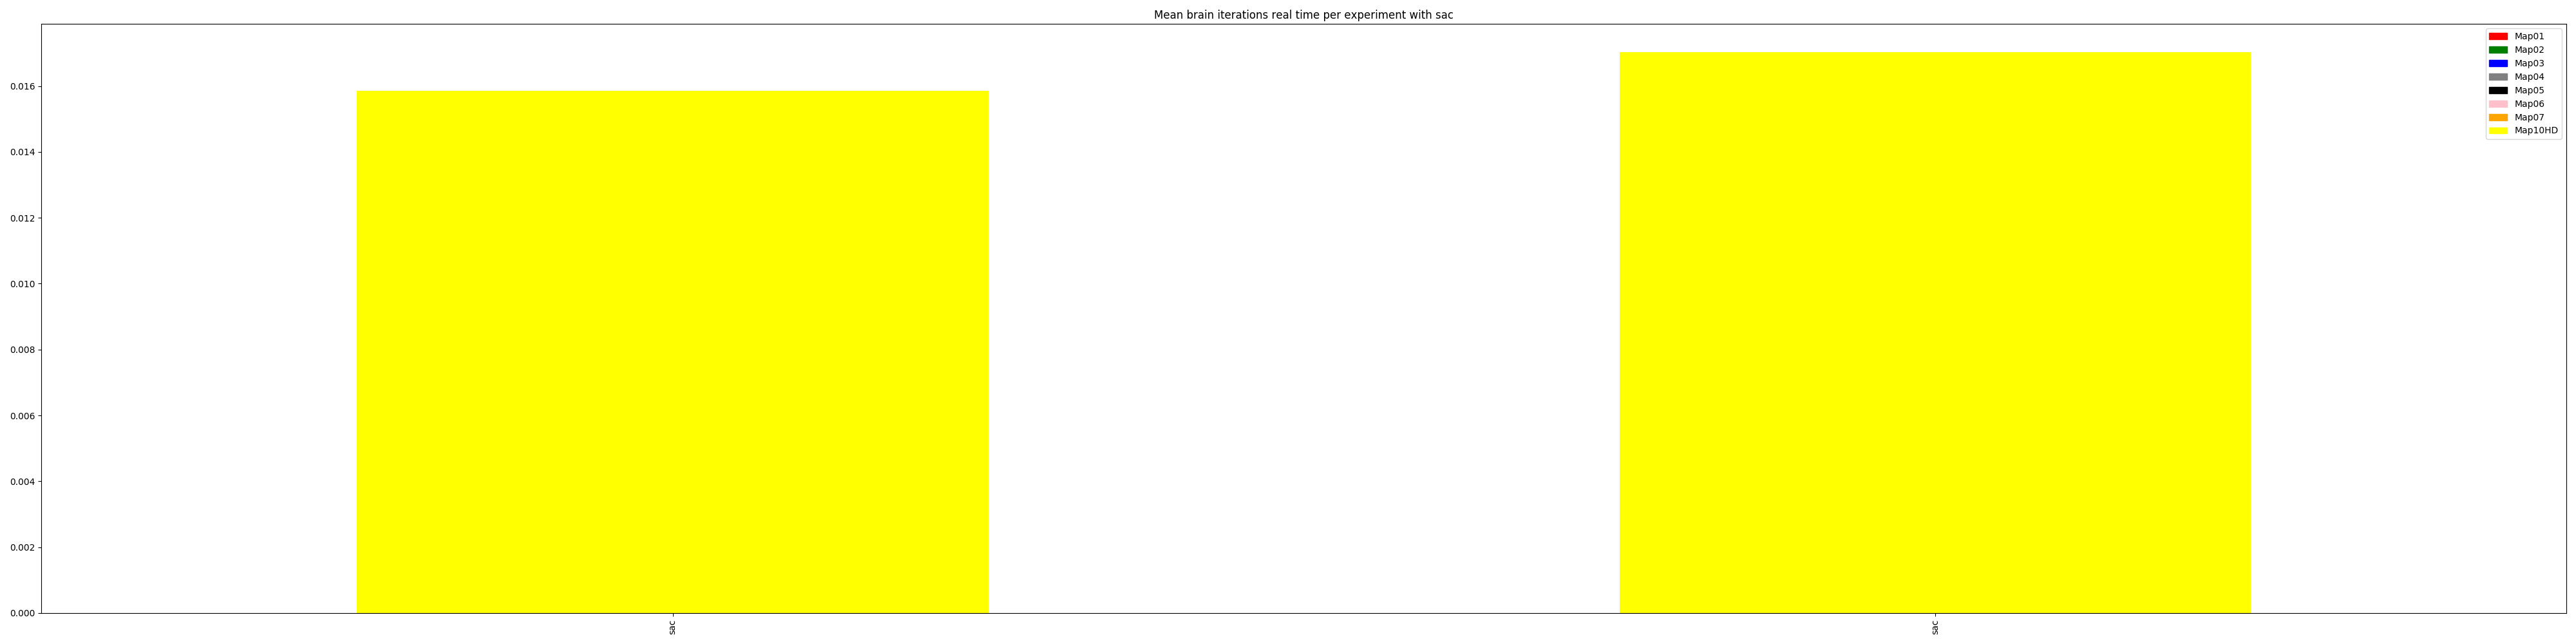 Mean brain iterations real time per experiment with sac
Map01
Map02
Map03
Map04
Map05
Map06
Map07
Map10HD
0.016
0.014
0.012
0.010
0.008
0.006
0.004
0.002
0.000
sac
sac